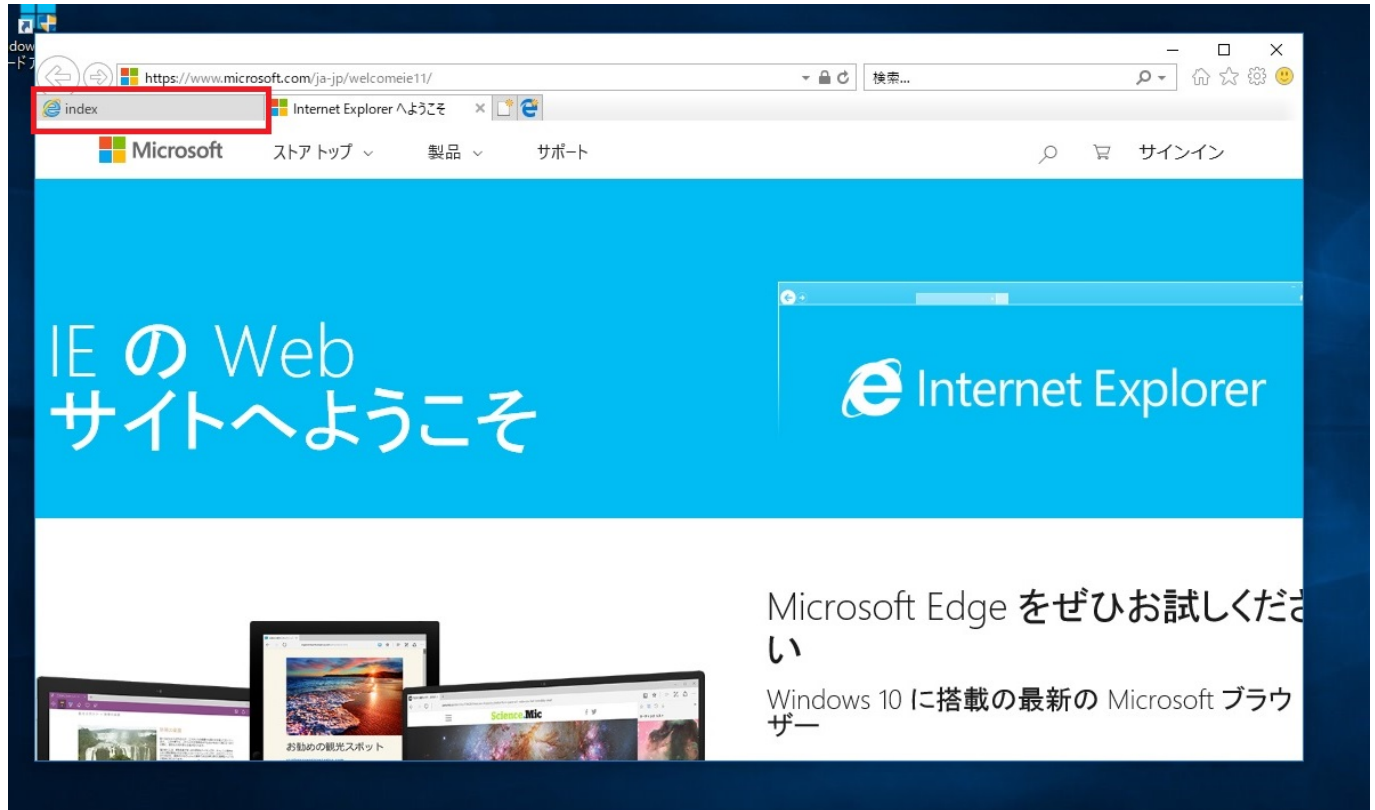 dow
ードア
https://www.microsoft.com/ja-jp/welcomeie11/
検索...
index
Internet Explorer へようこそ
Microsoft
ストア トップ
製品
サポート
サインイン
IE の Web
サイトへようこそ
Internet Explorer
Microsoft Edge をぜひお試しくださ
い
Windows 10 に搭載の最新の Microsoft ブラウ
ザー
お勧めの観光スポット
Science.Mic